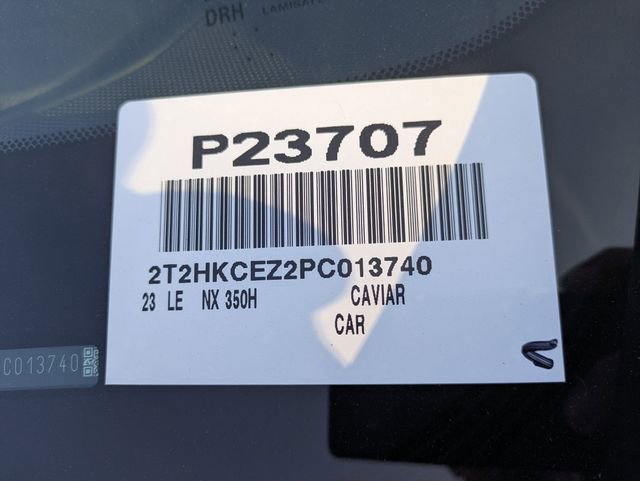 DRH
P23707
2T2HKCEZ2PC013740
23 LE NX 350H CAVIAR
CAR
C013740